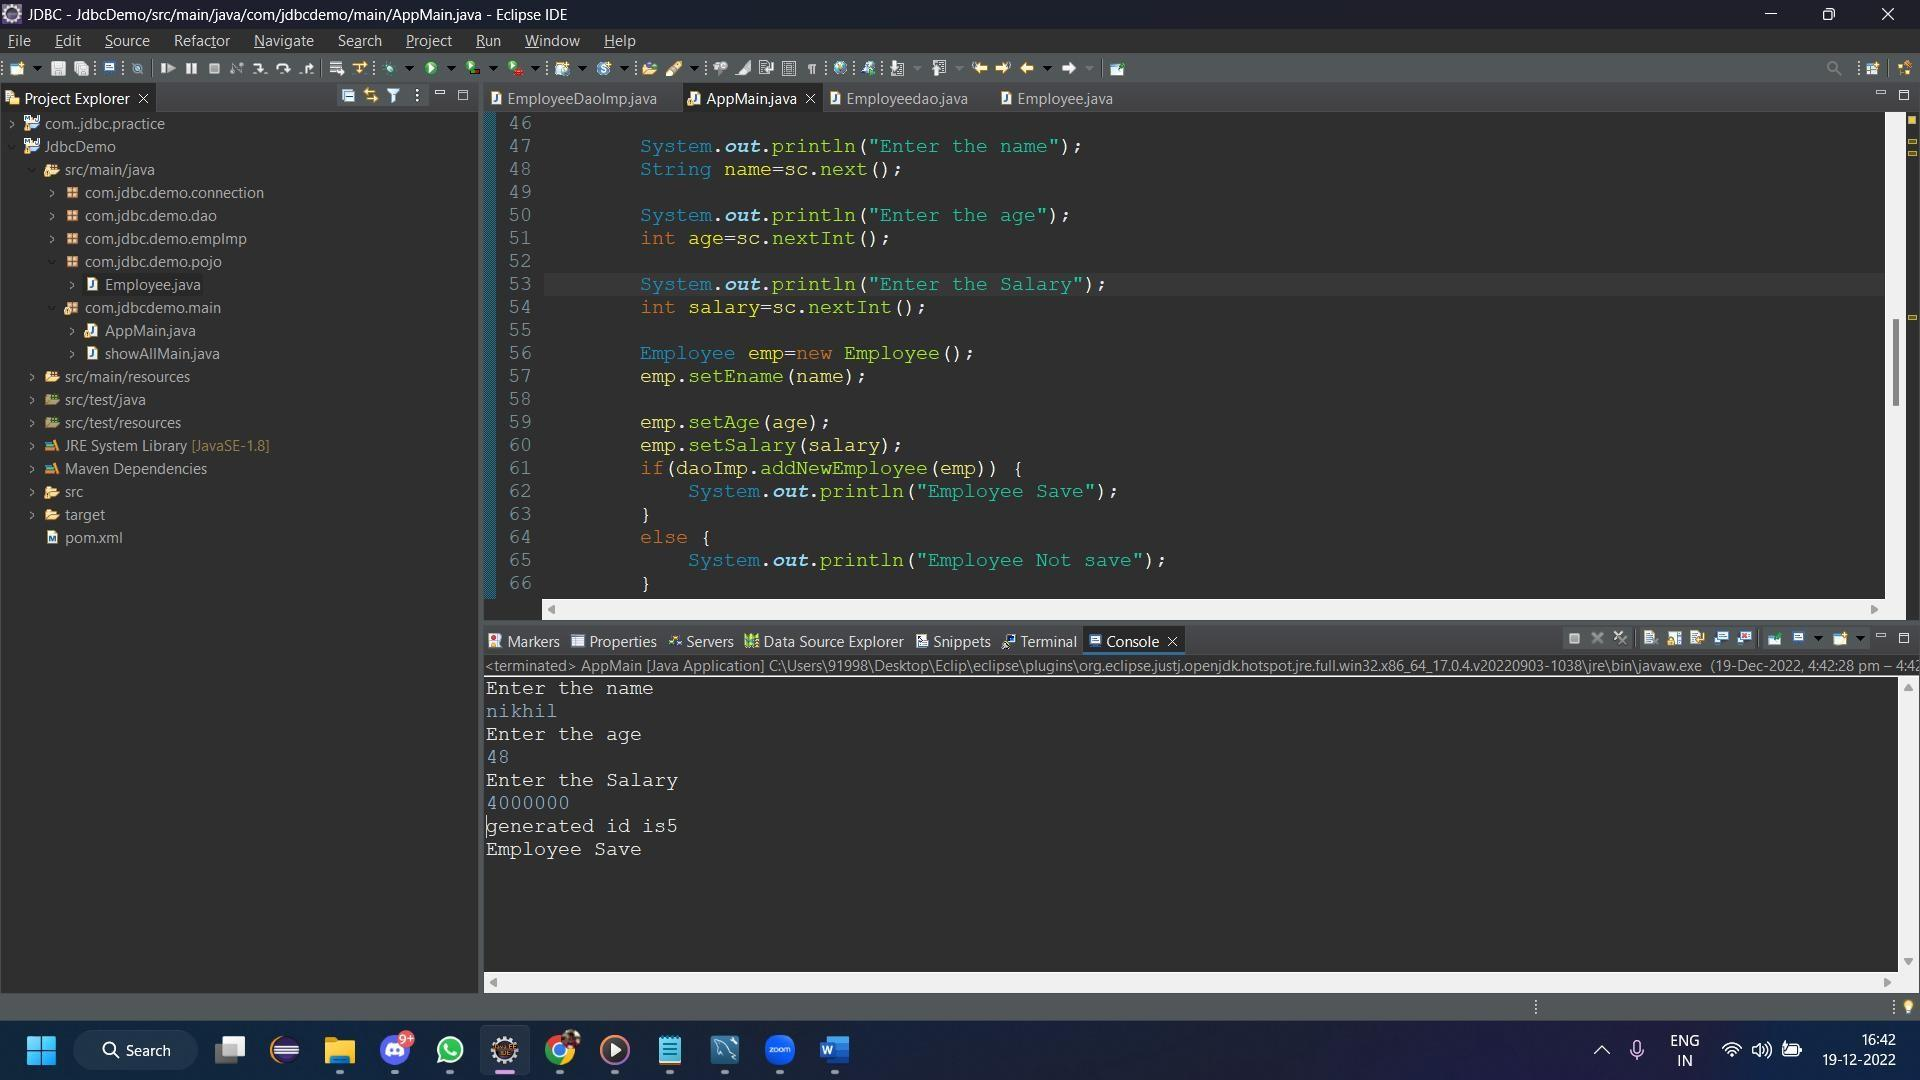 JDBC - JdbcDemo/src/main/java/com/jdbcdemo/main/AppMain.java - Eclipse IDE
File Edit Source Refactor Navigate Search Project Run Window Help
Project Explorer
com..jdbc.practice
JdbcDemo
src/main/java
com.jdbc.demo.connection
com.jdbc.demo.dao
com.jdbc.demo.empImp
com.jdbc.demo.pojo
Employee.java
com.jdbcdemo.main
AppMain.java
showAllMain.java
src/main/resources
src/test/java
src/test/resources
JRE System Library [JavaSE-1.8]
Maven Dependencies
src
target
pom.xml
EmployeeDaoImp.java AppMain.java Employeedao.java Employee.java
46
47 System.out.println("Enter the name");
48 String name=sc.next();
49
50 System.out.println("Enter the age");
51 int age=sc.nextInt();
52
53 System.out.println("Enter the Salary");
54 int salary=sc.nextInt();
55
56 Employee emp=new Employee();
57 emp.setEname(name);
58
59 emp.setAge(age);
60 emp.setSalary(salary);
61 if(daoImp.addNewEmployee(emp)) {
62 System.out.println("Employee Save");
63 }
64 else {
65 System.out.println("Employee Not save");
66 }
Markers Properties Servers Data Source Explorer Snippets Terminal Console
<terminated> AppMain [Java Application] C:\Users\91998\Desktop\Eclip\eclipse\plugins\org.eclipse.justj.openjdk.hotspot.jre.full.win32.x86_64_17.0.4.v20220903-1038\jre\bin\javaw.exe (19-Dec-2022, 4:42:28 pm – 4:42
Enter the name
nikhil
Enter the age
48
Enter the Salary
4000000
generated id is5
Employee Save
Search
9+
zoom
W
ENG
IN
16:42
19-12-2022